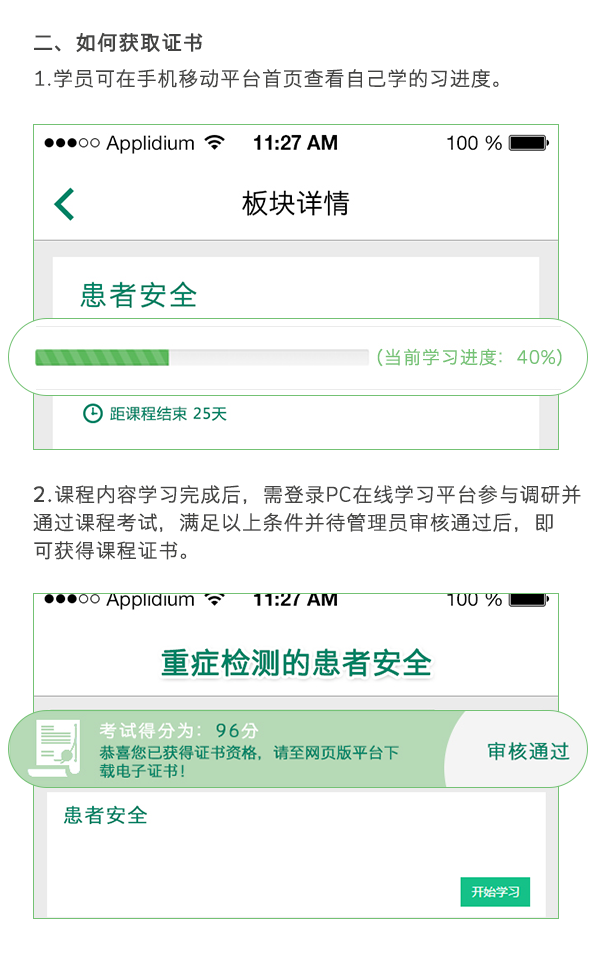 二、如何获取证书
1.学员可在手机移动平台首页查看自己学的习进度。
Applidium 11:27 AM 100 %
板块详情
患者安全
(当前学习进度：40%)
距课程结束 25天
2.课程内容学习完成后，需登录PC在线学习平台参与调研并
通过课程考试，满足以上条件并待管理员审核通过后，即
可获得课程证书。
Applidium 11:27 AM 100 %
重症检测的患者安全
考试得分为：96分
恭喜您已获得证书资格，请至网页版平台下
载电子证书！
审核通过
患者安全
开始学习